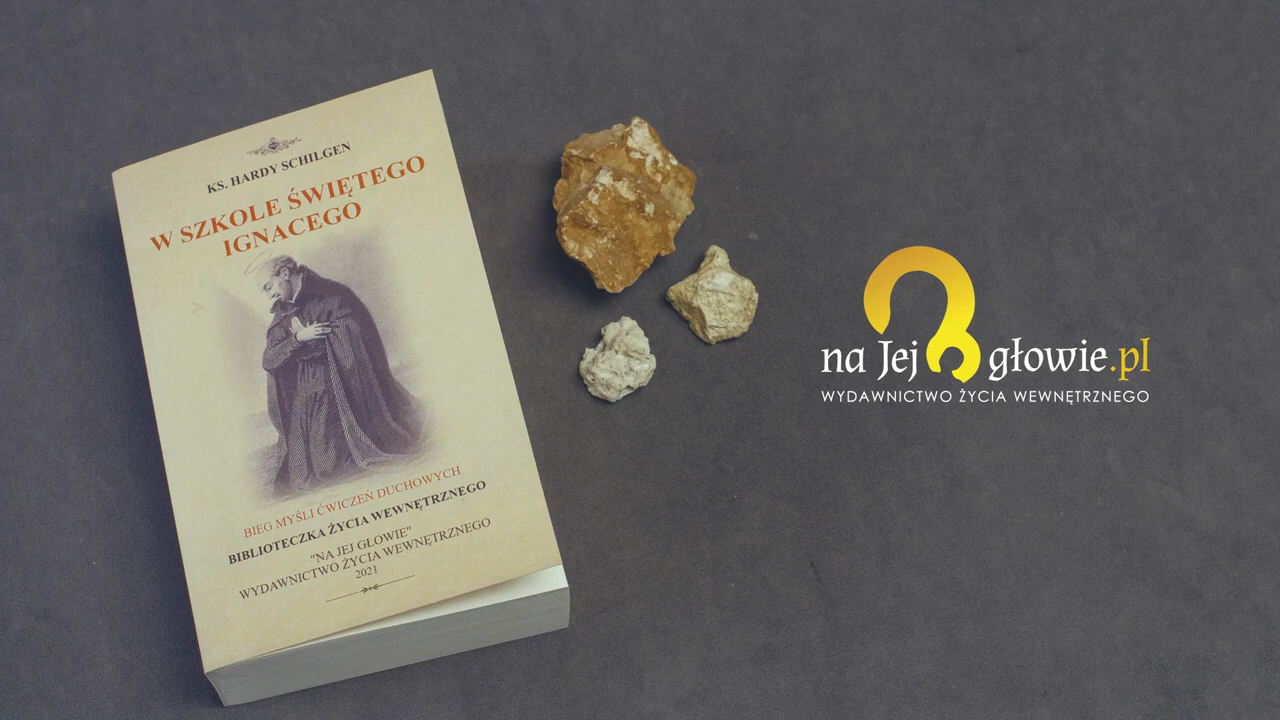 KS. HARDY SCHILGEN
W SZKOLE ŚWIĘTEGO
IGNACEGO
BIEG MYŚLI ĆWICZEŃ DUCHOWYCH
BIBLIOTECZKA ŻYCIA WEWNĘTRZNEGO
"NA JEJ GŁOWIE"
WYDAWNICTWO ŻYCIA WEWNĘTRZNEGO
2021
na Jej głowie.pl
WYDAWNICTWO ŻYCIA WEWNĘTRZNEGO